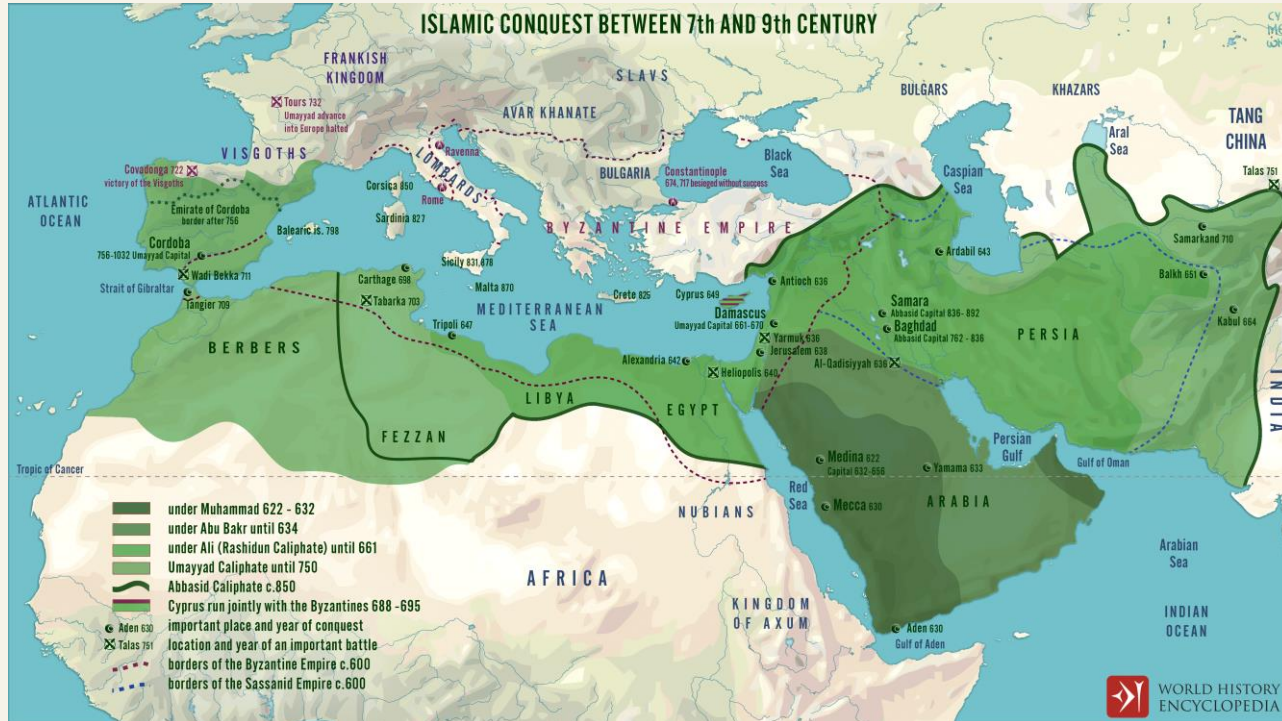 ISLAMIC CONQUEST BETWEEN 7th AND 9th CENTURY
FRANKISH
KINGDOM
SLAVS
BULGARS
KHAZARS
TANG
CHINA
Tours 732
Umayyad advance
into Europe halted
AVAR KHANATE
Aral
Sea
VISGOTHS
Ravenna
LOMBARDS
Black
Sea
Caspian
Sea
Talas 751
Covadonga 722
victory of the Visgoths
BULGARIA
Constantinople
674, 717 besieged without success
Corsica 850
Rome
ATLANTIC
OCEAN
Emirate of Cordoba
border after 756
Sardinia 827
BYZANTINE EMPIRE
Samarkand 710
Balearic is. 798
Cordoba
756-1032 Umayyad Capital
Ardabil 643
Sicily 831,878
Wadi Bekka 711
Carthage 698
Antioch 636
Balkh 651
Strait of Gibraltar
Malta 870
Crete 825
Cyprus 649
Tangier 709
Tabarka 703
MEDITERRANEAN
SEA
Damascus
Umayyad Capital 661-670
Samara
Abbasid Capital 836- 892
Baghdad
Abbasid Capital 762 - 836
PERSIA
Kabul 664
Tripoli 647
Yarmuk 636
BERBERS
Jerusalem 638
Alexandria 642
Al-Qadisiyyah 636
Heliopolis 640
INDIA
LIBYA
EGYPT
FEZZAN
Persian
Gulf
Medina 622
Capital 632-656
Yamama 633
Gulf of Oman
Tropic of Cancer
Red
Sea
Mecca 630
ARABIA
NUBIANS
under Muhammad 622 - 632
under Abu Bakr until 634
under Ali (Rashidun Caliphate) until 661
Umayyad Caliphate until 750
Abbasid Caliphate c.850
Cyprus run jointly with the Byzantines 688 -695
Aden 630 important place and year of conquest
Talas 751 location and year of an important battle
borders of the Byzantine Empire c.600
borders of the Sassanid Empire c.600
AFRICA
Arabian
Sea
KINGDOM
OF AXUM
INDIAN
OCEAN
Aden 630
Gulf of Aden
WORLD HISTORY
ENCYCLOPEDIA